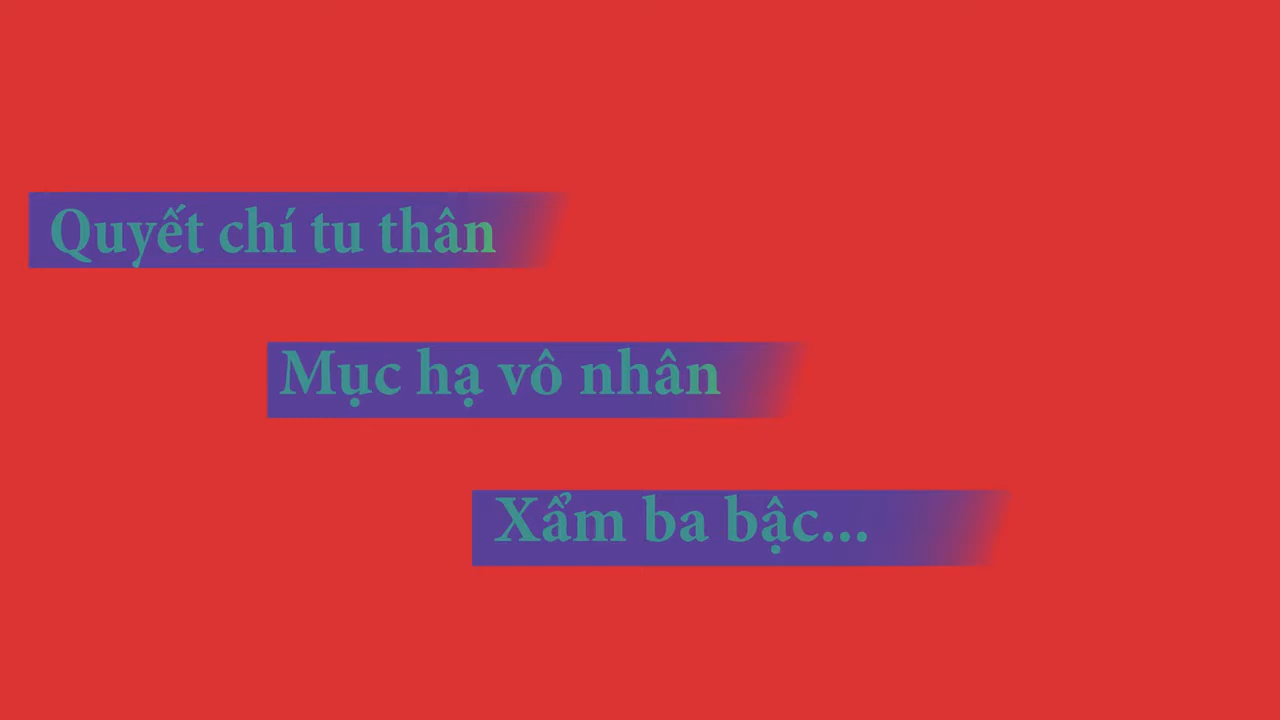 Quyết chí tu thân
Mục hạ vô nhân
Xẩm ba bậc...